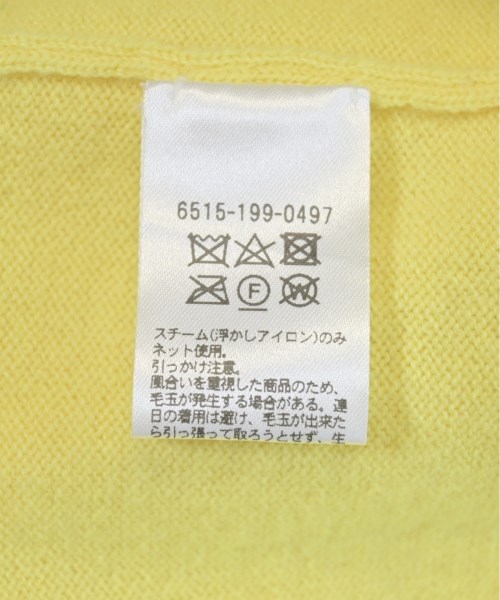 6515-199-0497
F
W
スチーム(浮かしアイロン)のみ
ネット使用。
引っかけ注意。
風合いを重視した商品のため、
毛玉が発生する場合がある。連
日の着用は避け、毛玉が出来た
ら引っ張って取ろうとせず、生